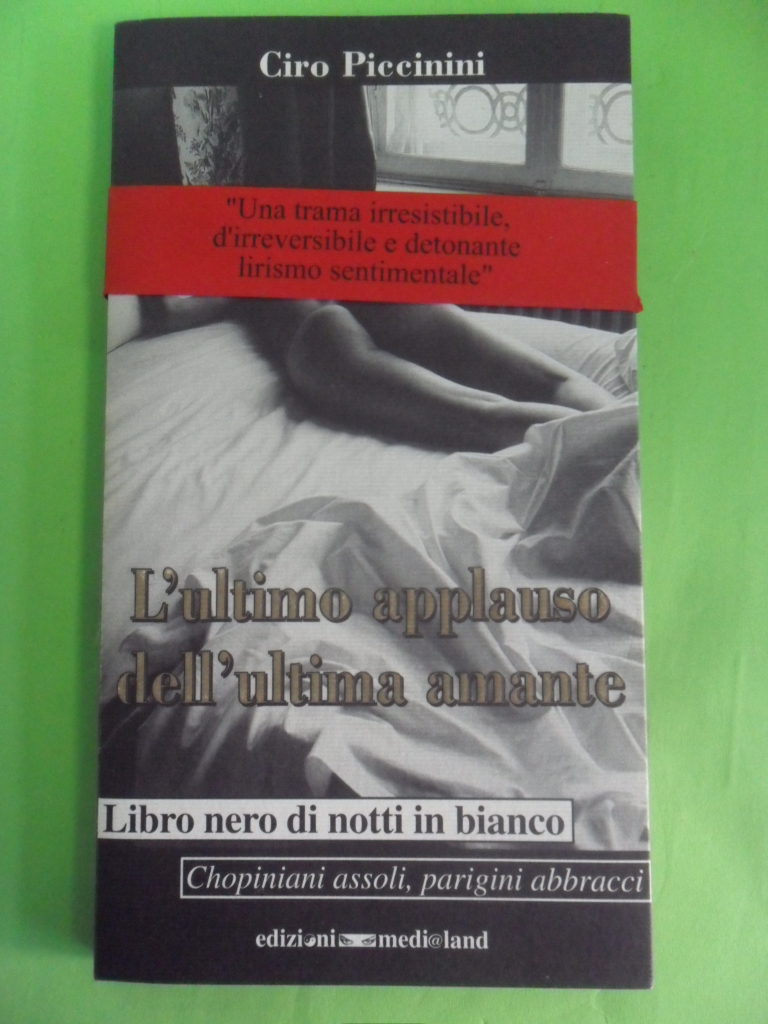 Ciro Piccinini
"Una trama irresistibile,
d'irreversibile e detonante
lirismo sentimentale"
L'ultimo applauso
dell'ultima amante
Libro nero di notti in bianco
Chopiniani assoli, parigini abbracci
edizioni medi@land